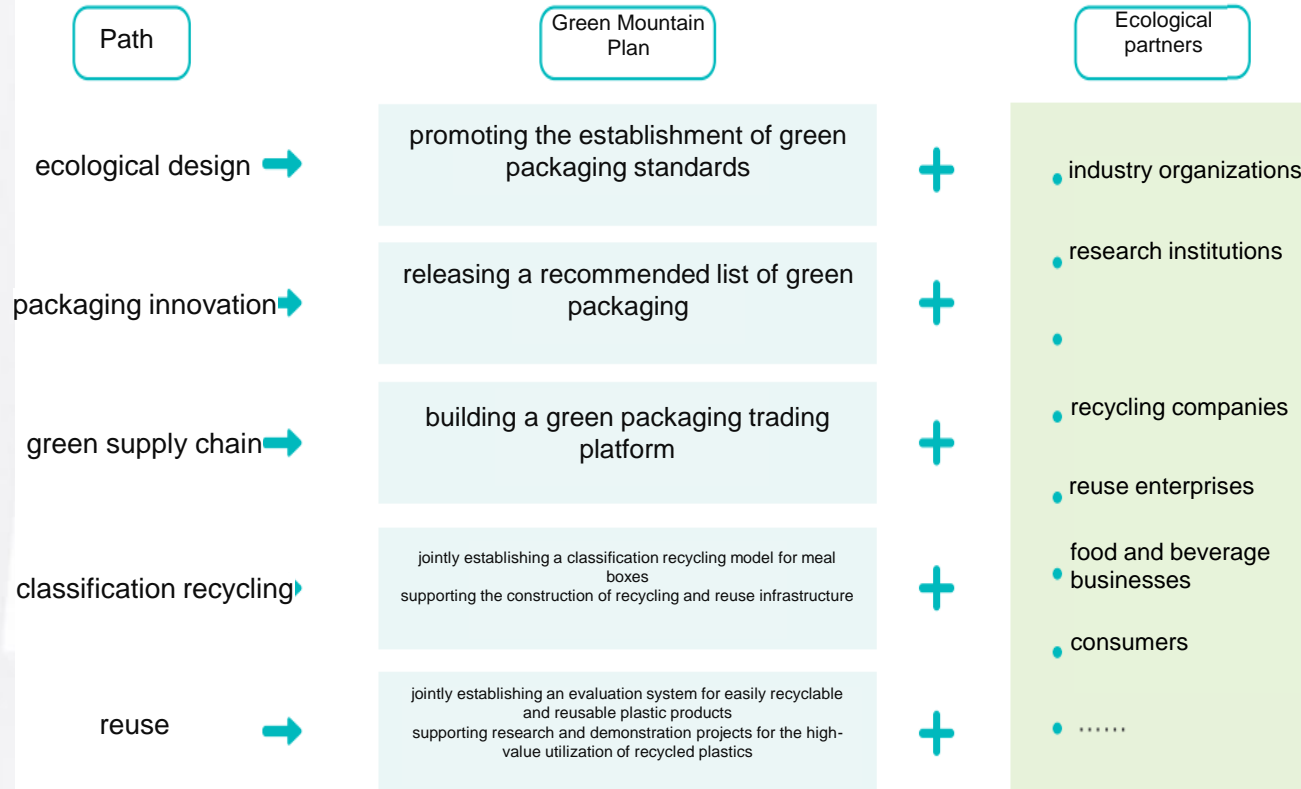 Path
Green Mountain
Plan
Ecological
partners
ecological design
promoting the establishment of green
packaging standards
packaging innovation
releasing a recommended list of green
packaging
green supply chain
building a green packaging trading
platform
classification recycling
jointly establishing a classification recycling model for meal
boxes
supporting the construction of recycling and reuse infrastructure
reuse
jointly establishing an evaluation system for easily recyclable
and reusable plastic products
supporting research and demonstration projects for the high-
value utilization of recycled plastics
industry organizations
research institutions
recycling companies
reuse enterprises
food and beverage
businesses
consumers
……